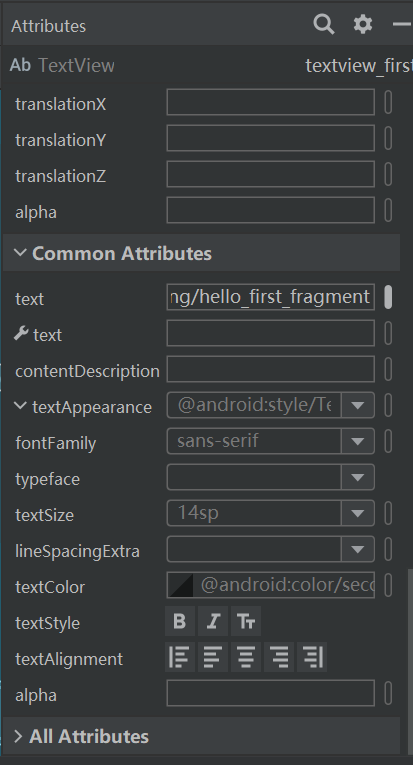 Attributes
Ab TextView textview_first
translationX
translationY
translationZ
alpha
Common Attributes
text ng/hello_first_fragment
text
contentDescription
textAppearance @android:style/Te
fontFamily sans-serif
typeface
textSize 14sp
lineSpacingExtra
textColor @android:color/seco
textStyle B I Tt
textAlignment
alpha
All Attributes